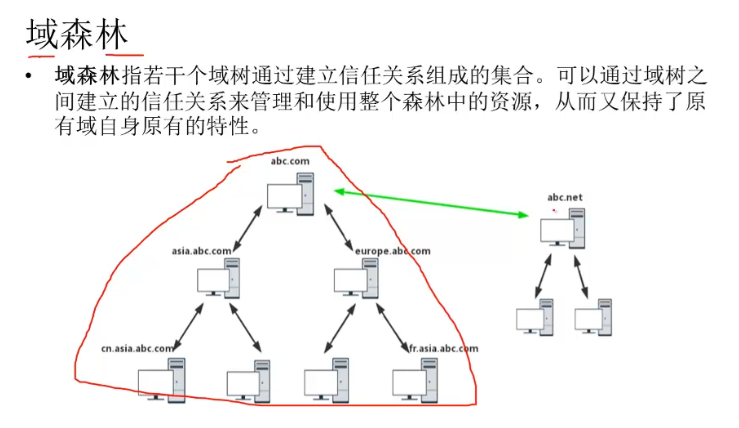 域森林
• 域森林指若干个域树通过建立信任关系组成的集合。可以通过域树之
间建立的信任关系来管理和使用整个森林中的资源，从而又保持了原
有域自身原有的特性。
abc.com
abc.net
asia.abc.com
europe.abc.com
cn.asia.abc.com
fr.asia.abc.com